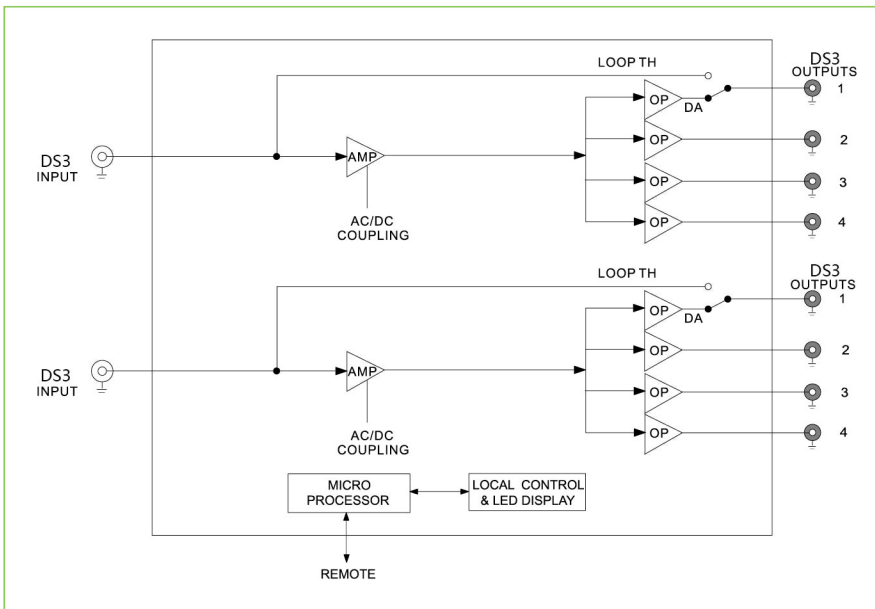 LOOP TH
DS3
OUTPUTS
1
OP
DA
OP
2
DS3
INPUT
AMP
OP
3
AC/DC
COUPLING
OP
4
LOOP TH
DS3
OUTPUTS
1
OP
DA
OP
2
DS3
INPUT
AMP
OP
3
AC/DC
COUPLING
OP
4
MICRO
PROCESSOR
LOCAL CONTROL
& LED DISPLAY
REMOTE